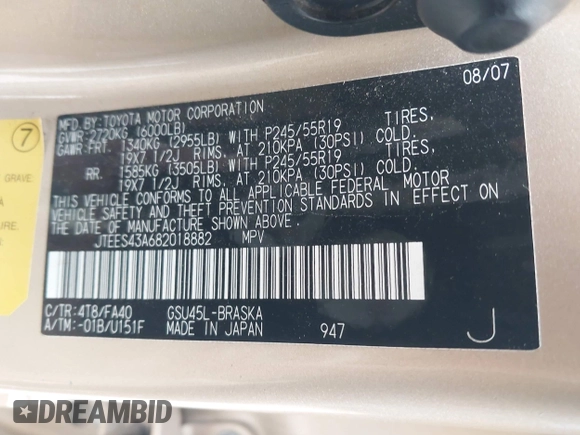 08/07
MFD. BY: TOYOTA MOTOR CORPORATION
GVWR: 2720KG (6000LB)
GAWR: FRT. 1340KG (2955LB) WITH P245/55R19 TIRES,
19X7 1/2J RIMS, AT 210KPA (30PSI)
RR. 1585KG (3505LB) WITH P245/55R19 TIRES,
19X7 1/2J RIMS, AT 210KPA (30PSI)
THIS VEHICLE CONFORMS TO ALL APPLICABLE FEDERAL MOTOR
VEHICLE SAFETY AND THEFT PREVENTION STANDARDS IN EFFECT ON
THE DATE OF MANUFACTURE SHOWN ABOVE.
JTEES43A682018882 MPV
C/TR: 4T8/FA40 GSU45L-BRASKA
A/TM: -01B/U151F MADE IN JAPAN 947 J
7
GRAVE.
DREAMBID